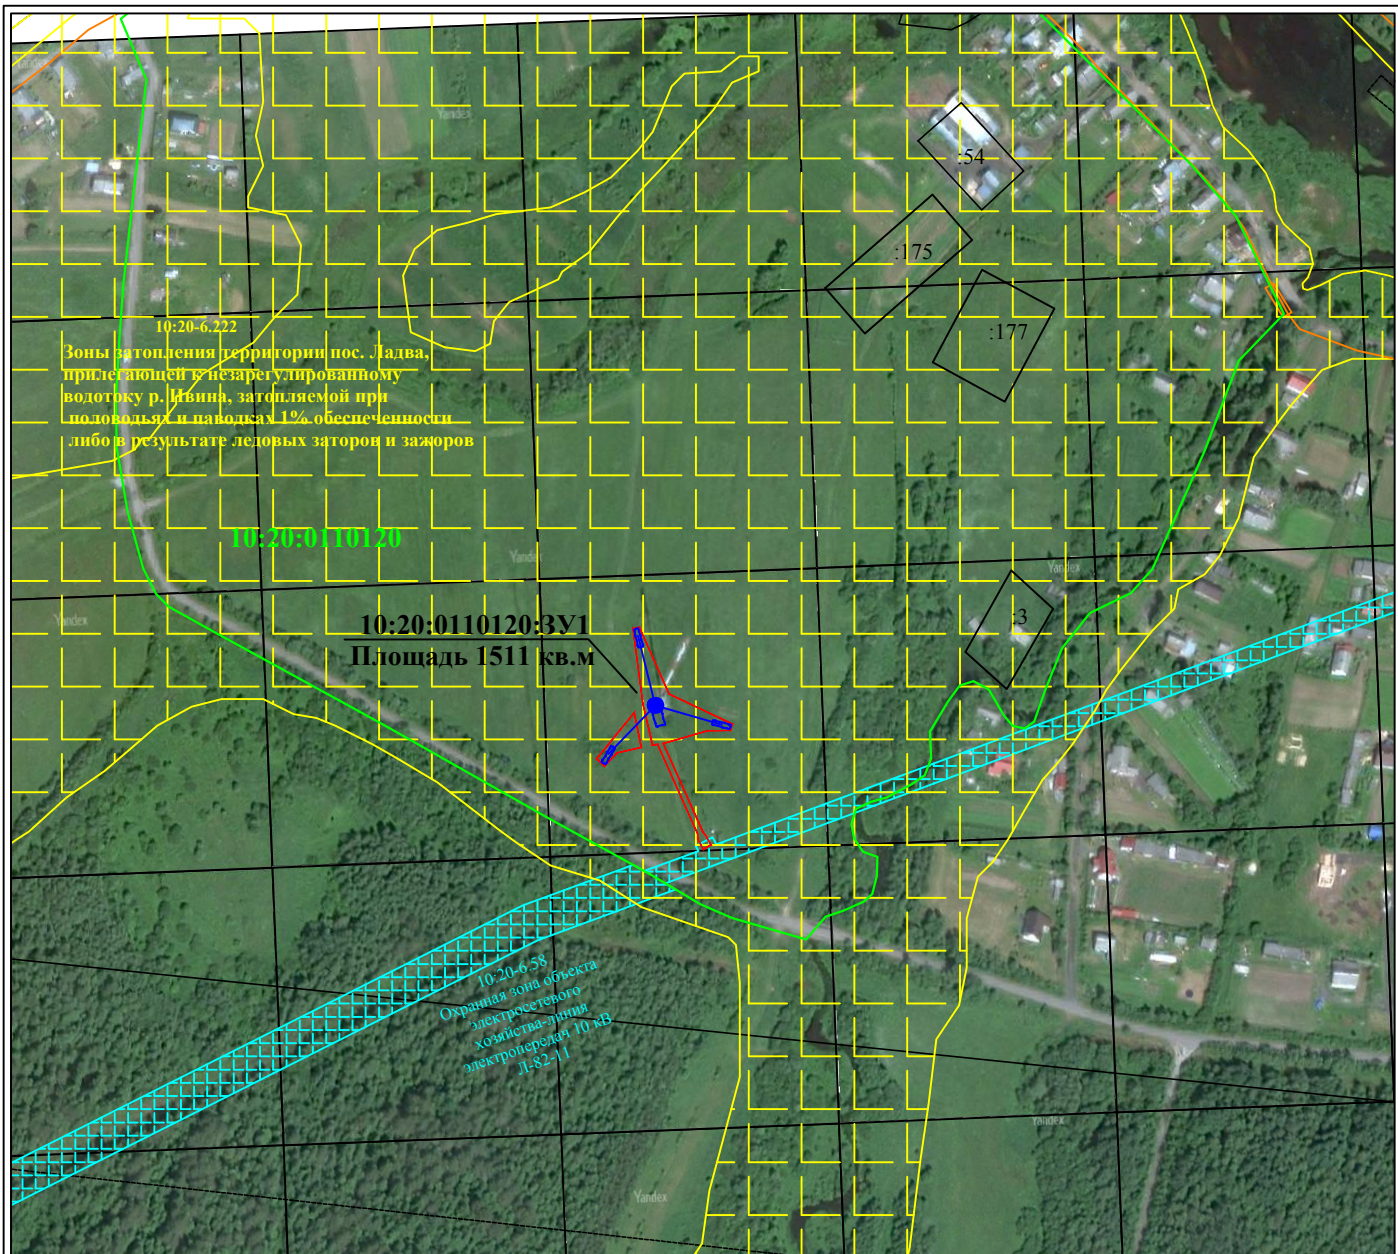 Yandex
Yandex
:54
:175
:177
10:20-6.222
Зоны затопления территории пос. Ладва,
прилегающей к незарегулированному
водотоку р. Ивина, затопляемой при
половодьях и паводках 1% обеспеченности
либо в результате ледовых заторов и зажоров
10:20:0110120
Yandex
Yandex
Yandex
:3
10:20:0110120:ЗУ1
Площадь 1511 кв.м
10:20-6.58
Охранная зона объекта
электросетевого
хозяйства-линия
электропередач 10 кВ
Л-82-11
Yandex
Yandex